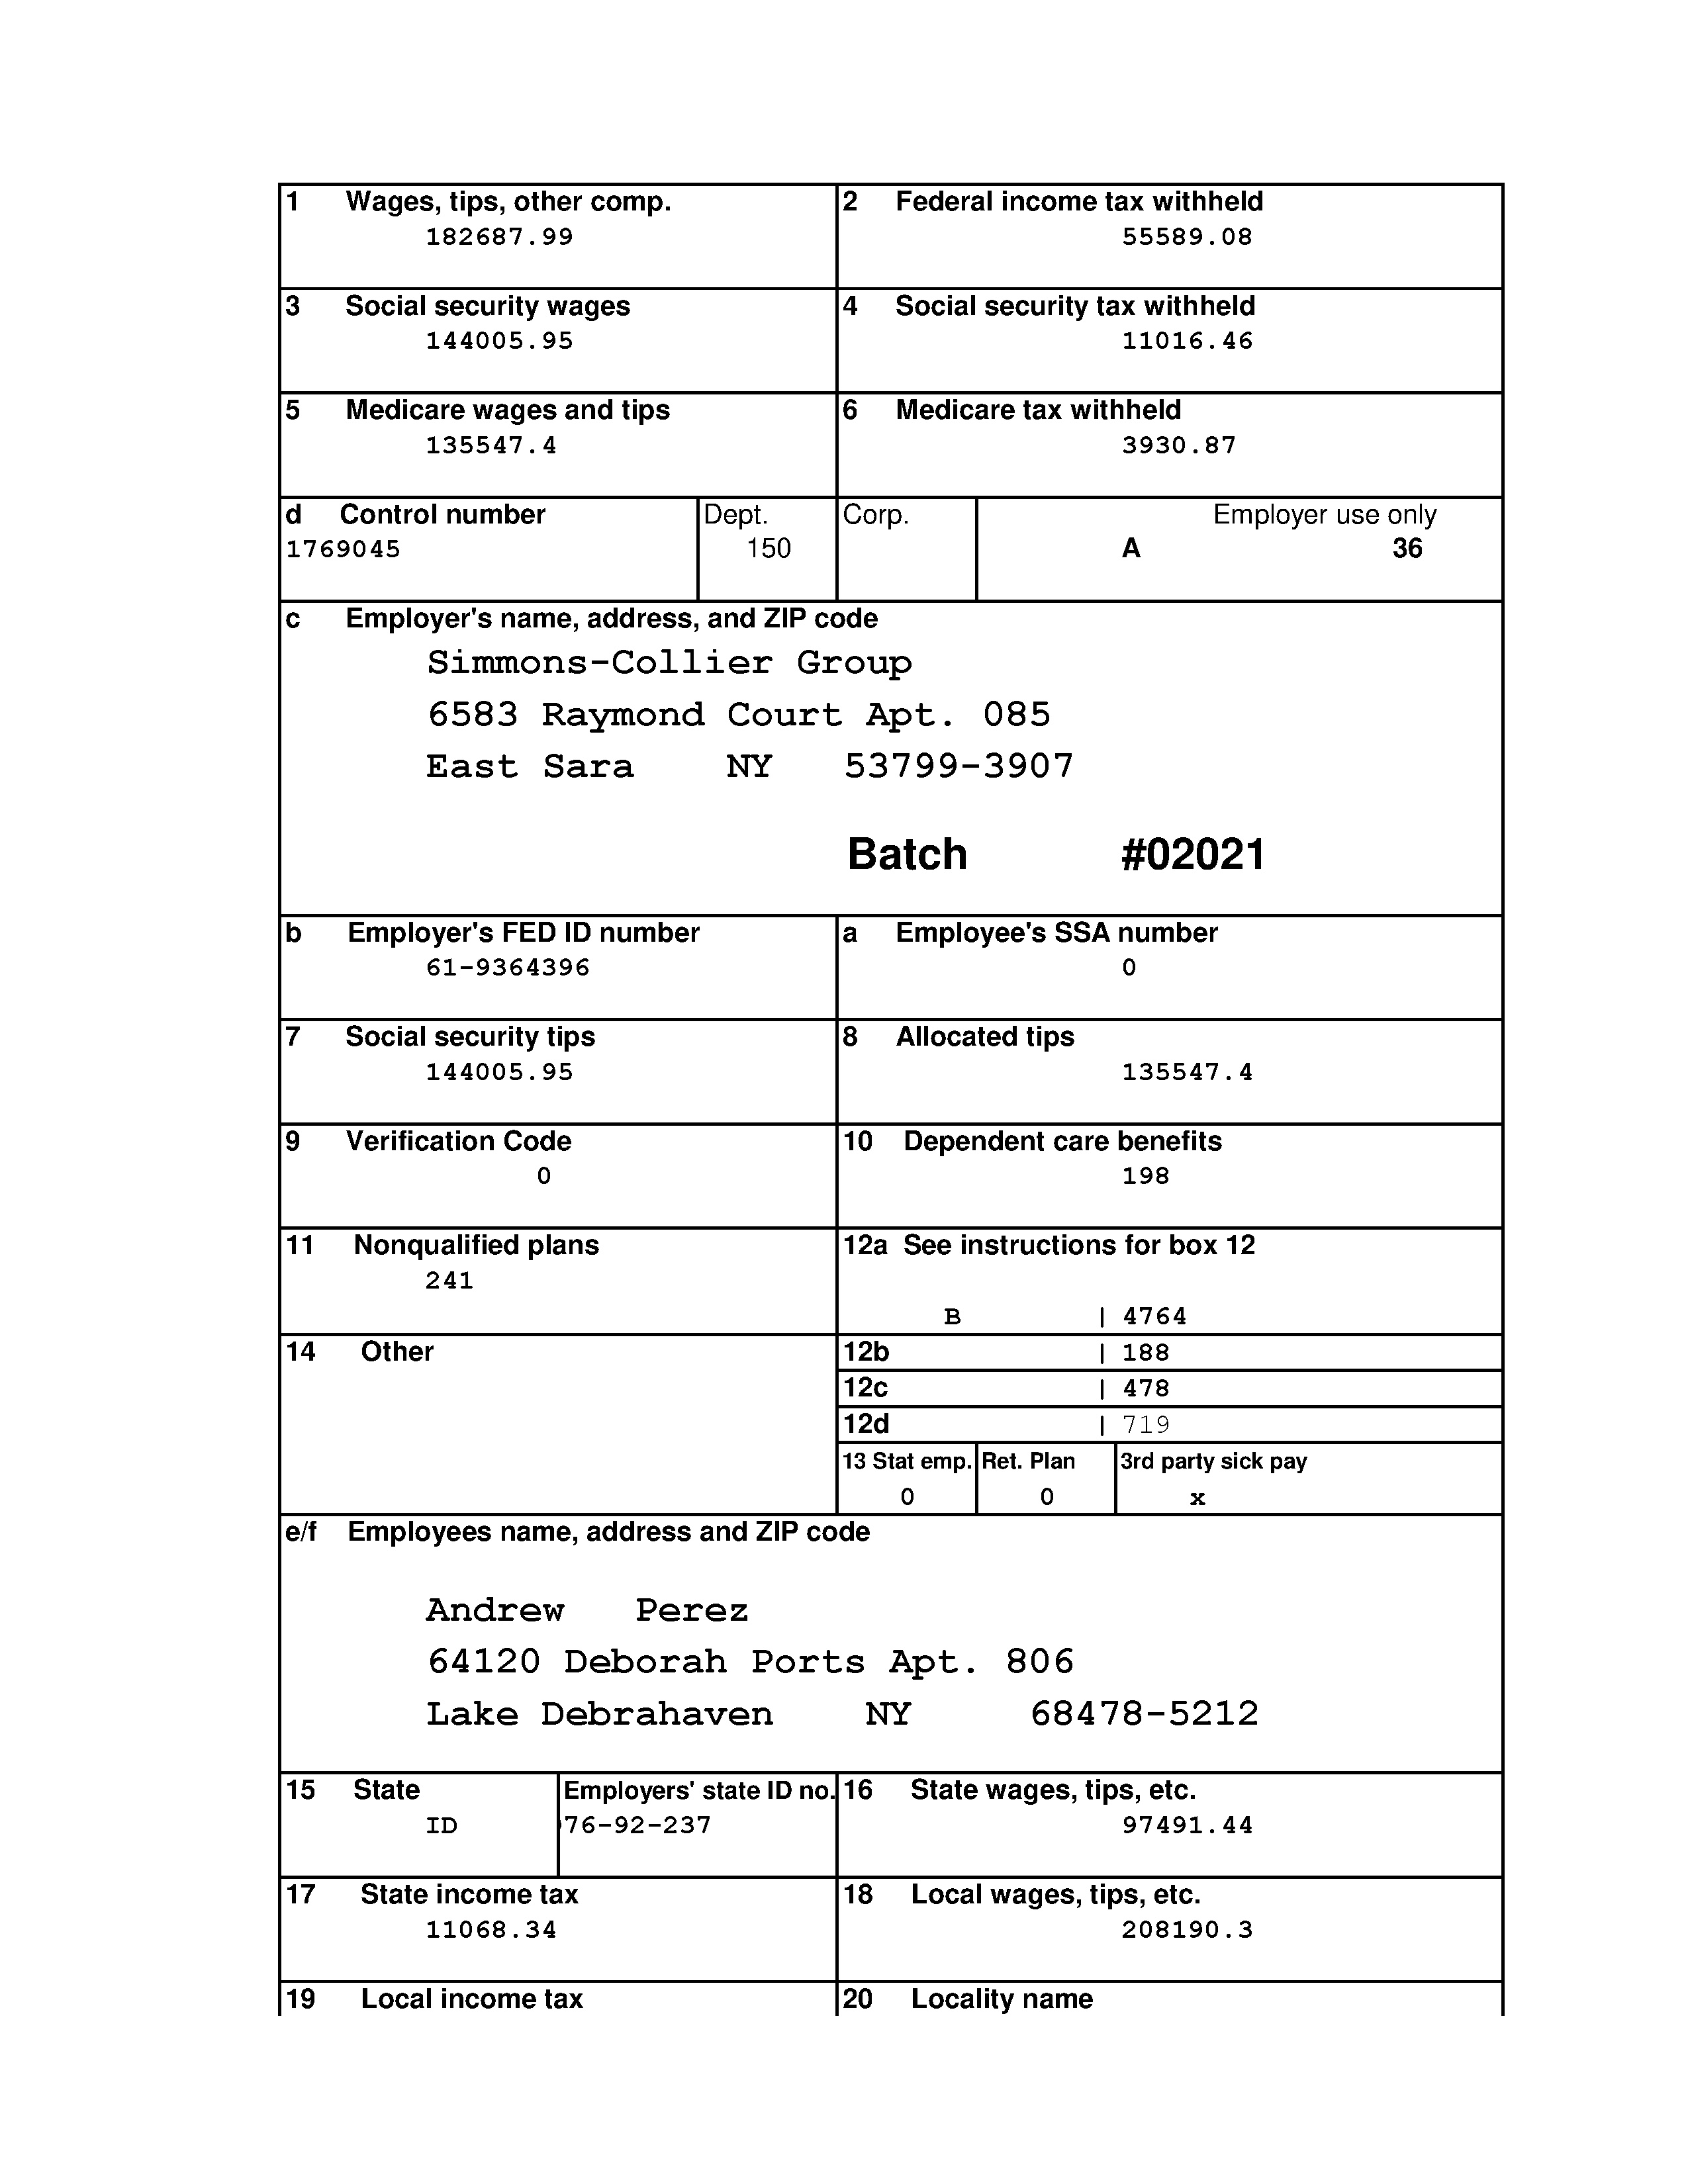 1 Wages, tips, other comp. 2 Federal income tax withheld
182687.99 55589.08
3 Social security wages 4 Social security tax withheld
144005.95 11016.46
5 Medicare wages and tips 6 Medicare tax withheld
135547.4 3930.87
d Control number Dept. Corp. Employer use only
1769045 150 A 36
c Employer's name, address, and ZIP code
Simmons-Collier Group
6583 Raymond Court Apt. 085
East Sara NY 53799-3907
Batch #02021
b Employer's FED ID number a Employee's SSA number
61-9364396 0
7 Social security tips 8 Allocated tips
144005.95 135547.4
9 Verification Code 10 Dependent care benefits
0 198
11 Nonqualified plans 12a See instructions for box 12
241
B | 4764
14 Other 12b | 188
12c | 478
12d | 719
13 Stat emp. Ret. Plan 3rd party sick pay
0 0 x
e/f Employees name, address and ZIP code
Andrew Perez
64120 Deborah Ports Apt. 806
Lake Debrahaven NY 68478-5212
15 State Employers' state ID no. 16 State wages, tips, etc.
ID 76-92-237 97491.44
17 State income tax 18 Local wages, tips, etc.
11068.34 208190.3
19 Local income tax 20 Locality name